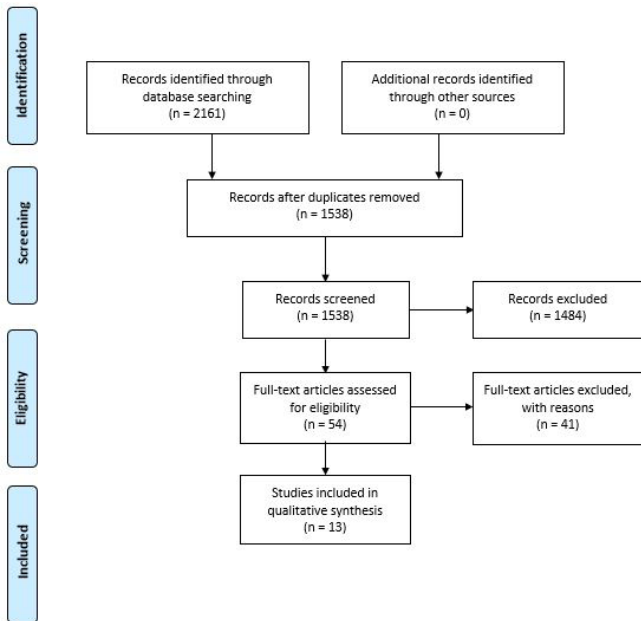 Identification
Records identified through
database searching
(n = 2161)
Additional records identified
through other sources
(n = 0)
Screening
Records after duplicates removed
(n = 1538)
Records screened
(n = 1538)
Records excluded
(n = 1484)
Eligibility
Full-text articles assessed
for eligibility
(n = 54)
Full-text articles excluded,
with reasons
(n = 41)
Included
Studies included in
qualitative synthesis
(n = 13)